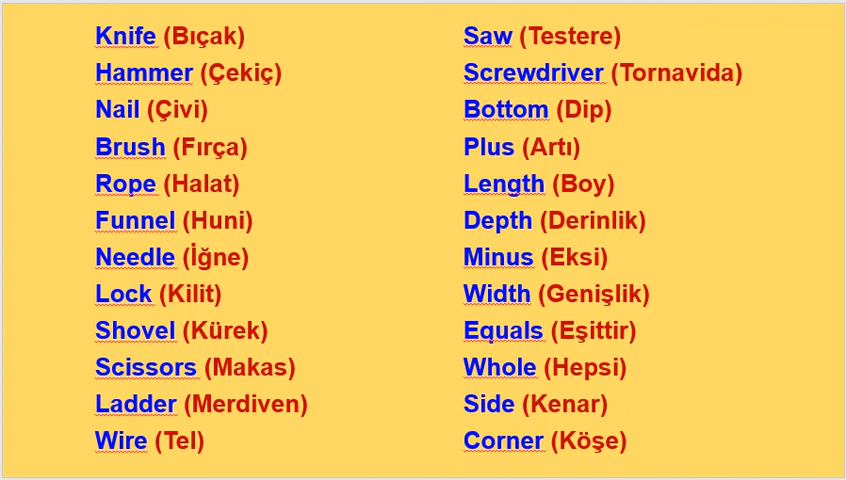 Knife (Bıçak)
Hammer (Çekiç)
Nail (Çivi)
Brush (Fırça)
Rope (Halat)
Funnel (Huni)
Needle (İğne)
Lock (Kilit)
Shovel (Kürek)
Scissors (Makas)
Ladder (Merdiven)
Wire (Tel)
Saw (Testere)
Screwdriver (Tornavida)
Bottom (Dip)
Plus (Artı)
Length (Boy)
Depth (Derinlik)
Minus (Eksi)
Width (Genişlik)
Equals (Eşittir)
Whole (Hepsi)
Side (Kenar)
Corner (Köşe)